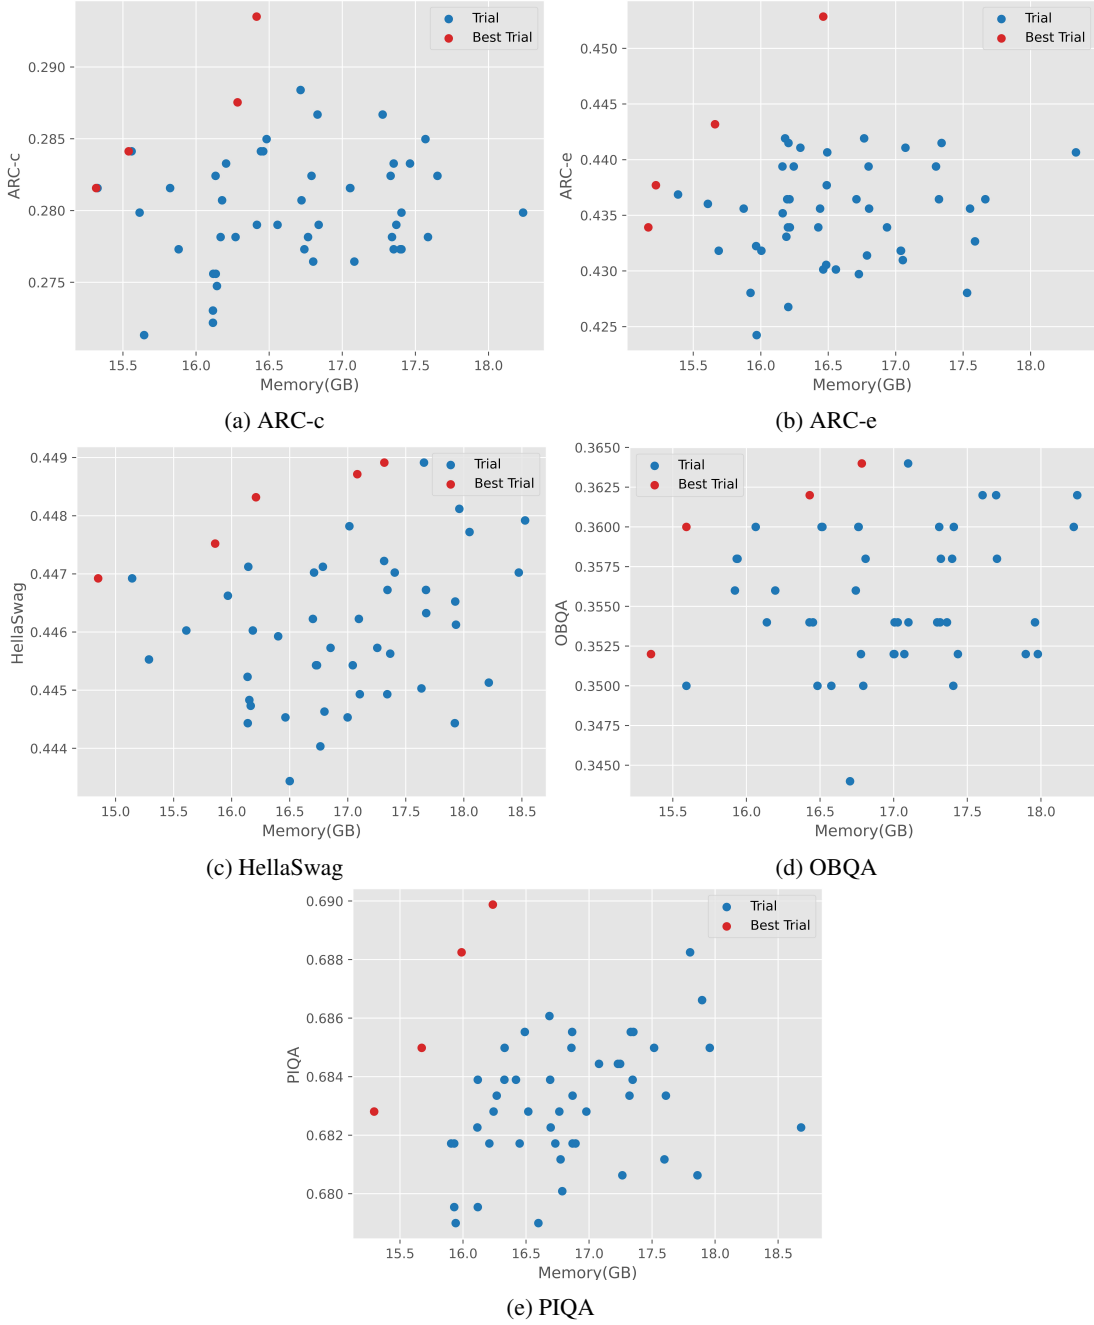 Trial
Best Trial
0.290
0.285
0.280
0.275
ARC-c
15.5 16.0 16.5 17.0 17.5 18.0
Memory(GB)
(a) ARC-c
Trial
Best Trial
0.450
0.445
0.440
0.435
0.430
0.425
ARC-e
15.5 16.0 16.5 17.0 17.5 18.0
Memory(GB)
(b) ARC-e
Trial
Best Trial
0.449
0.448
0.447
0.446
0.445
0.444
HellaSwag
15.0 15.5 16.0 16.5 17.0 17.5 18.0 18.5
Memory(GB)
(c) HellaSwag
Trial
Best Trial
0.3650
0.3625
0.3600
0.3575
0.3550
0.3525
0.3500
0.3475
0.3450
OBQA
15.5 16.0 16.5 17.0 17.5 18.0
Memory(GB)
(d) OBQA
Trial
Best Trial
0.690
0.688
0.686
0.684
0.682
0.680
PIQA
15.5 16.0 16.5 17.0 17.5 18.0 18.5
Memory(GB)
(e) PIQA